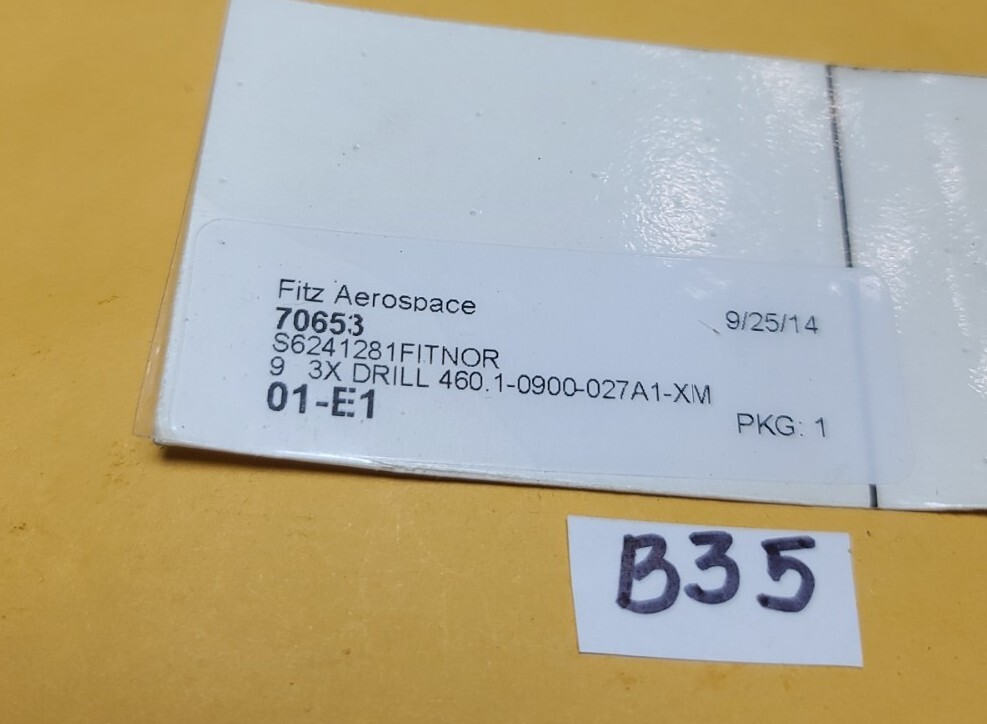 Fitz Aerospace
9/25/14
70653
S6241281FITNOR
9 3X DRILL 460.1-0900-027A1-XM
01-E1
PKG: 1
B35